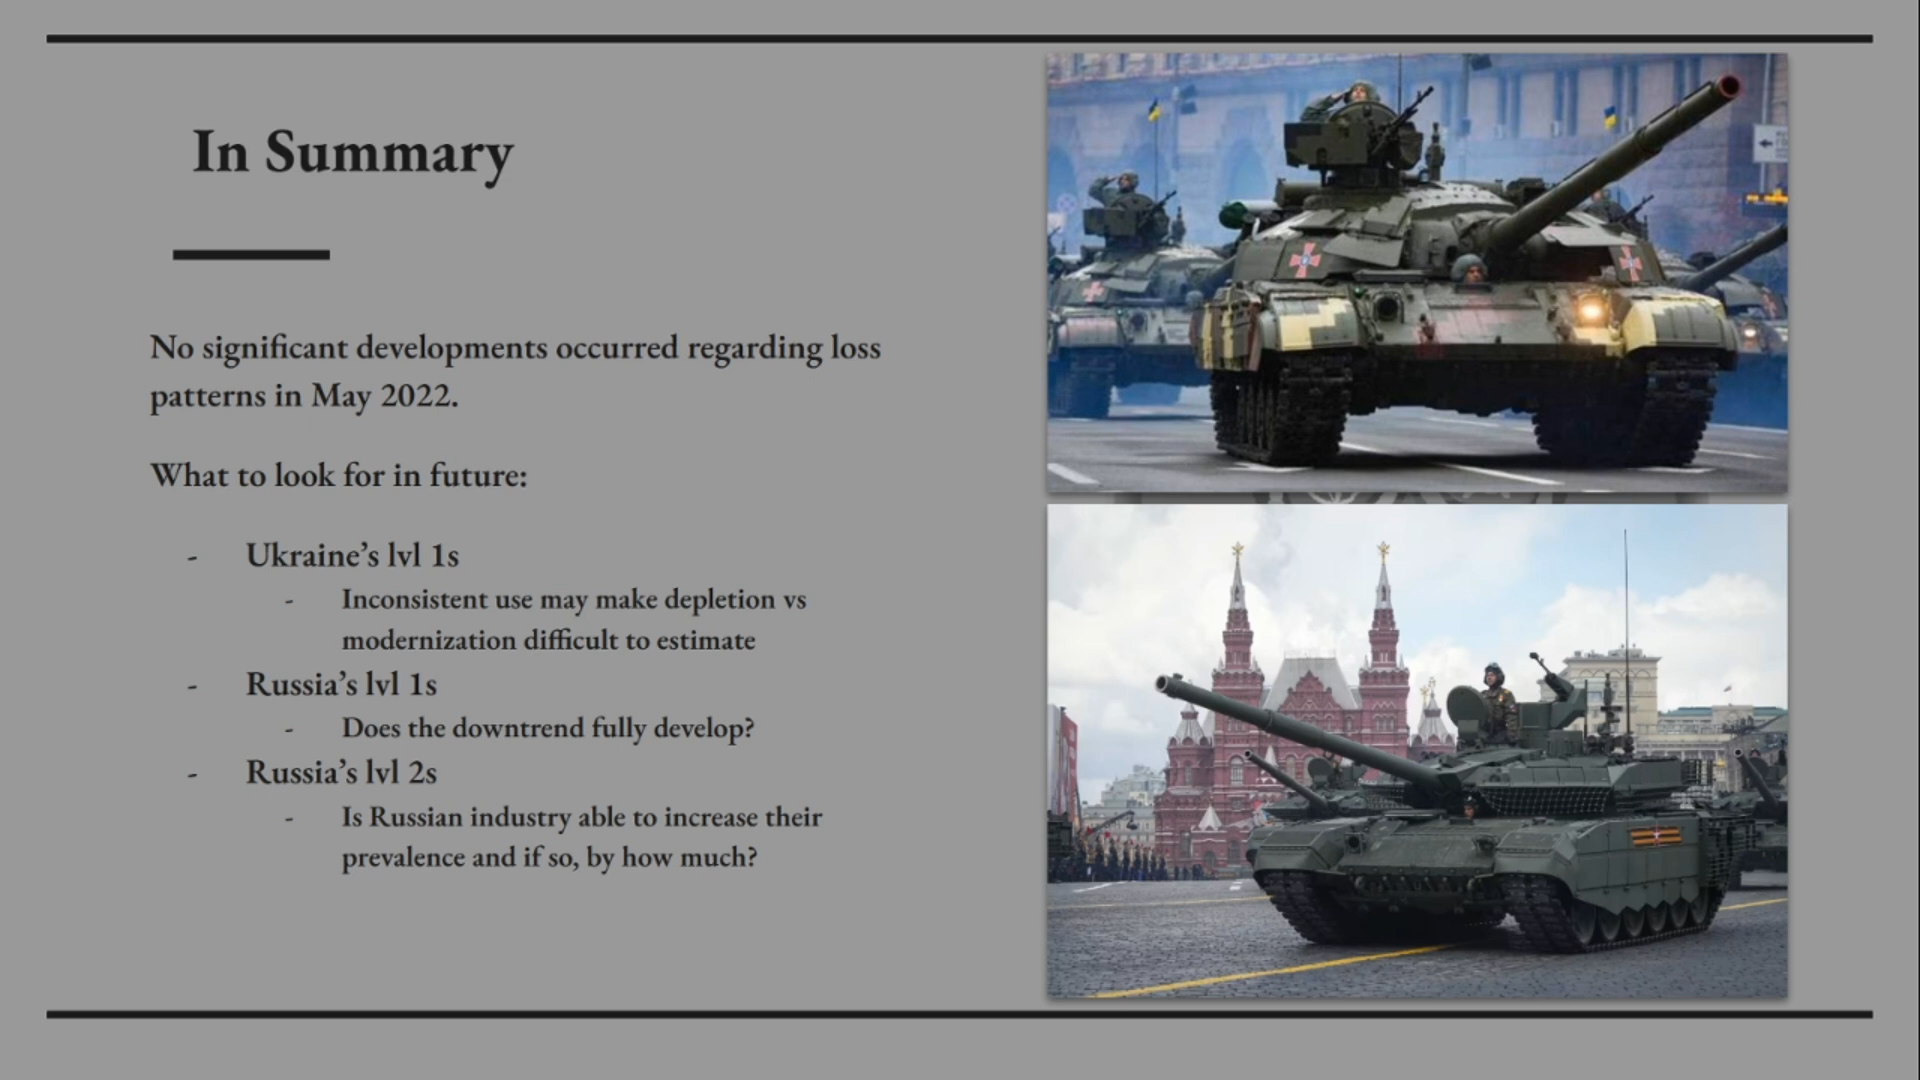 In Summary
No significant developments occurred regarding loss
patterns in May 2022.
What to look for in future:
- Ukraine’s lvl 1s
- Inconsistent use may make depletion vs
modernization difficult to estimate
- Russia’s lvl 1s
- Does the downtrend fully develop?
- Russia’s lvl 2s
- Is Russian industry able to increase their
prevalence and if so, by how much?